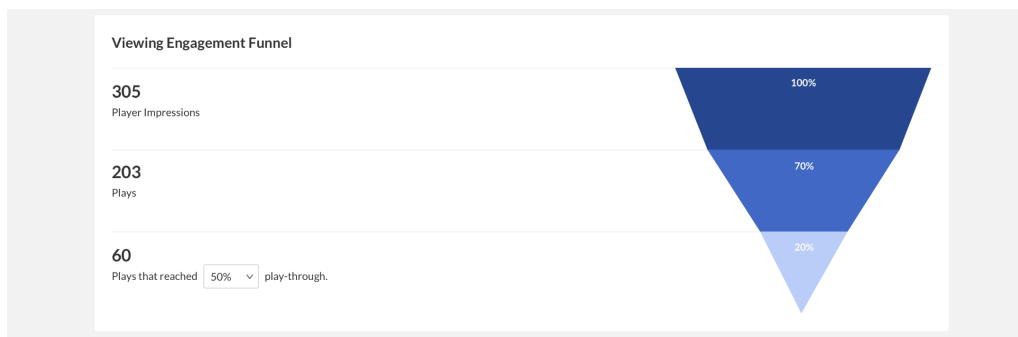 Viewing Engagement Funnel
305
Player Impressions
100%
203
Plays
70%
60
Plays that reached 50% play-through.
20%